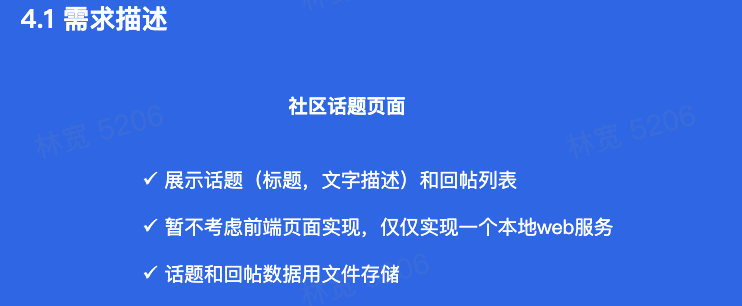 4.1 需求描述
社区话题页面
林宽 5206
林宽 5206
✓ 展示话题（标题，文字描述）和回帖列表
✓ 暂不考虑前端页面实现，仅仅实现一个本地web服务
✓ 话题和回帖数据用文件存储
林宽 5206